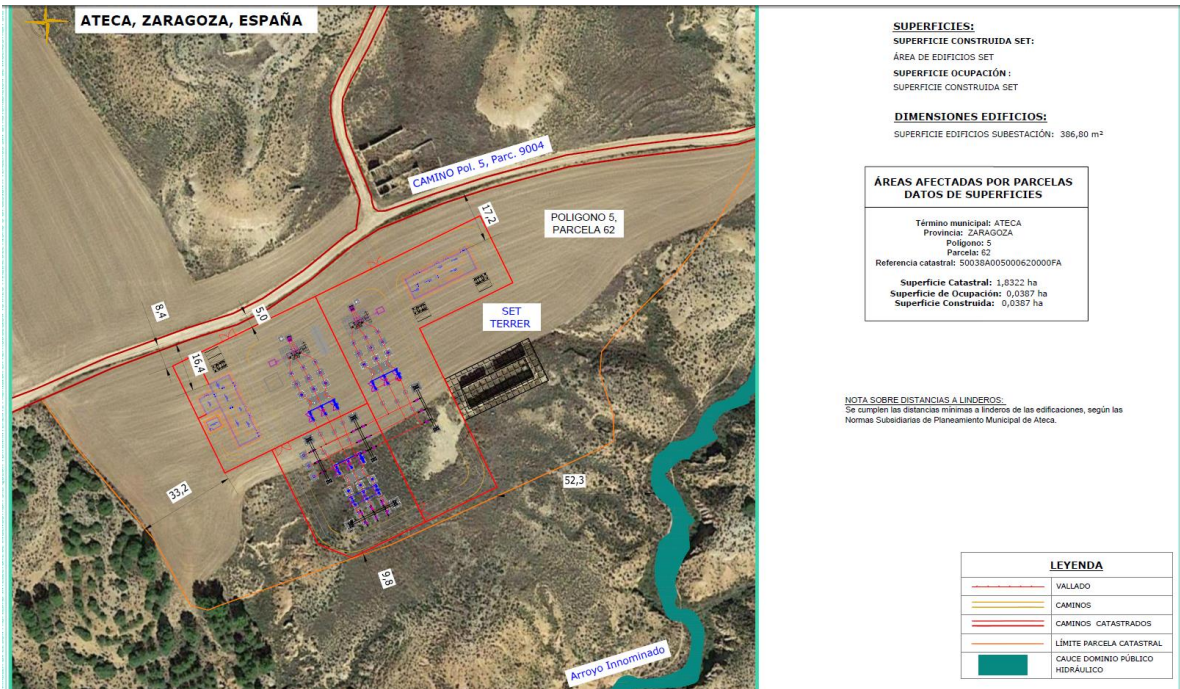 ATECA, ZARAGOZA, ESPAÑA
CAMINO Pol. 5, Parc. 9004
17,2
POLIGONO 5,
PARCELA 62
8,4
5,0
SET
TERRER
16,4
33,2
52,3
9,8
Arroyo Innominado
SUPERFICIES:
SUPERFICIE CONSTRUIDA SET:
ÁREA DE EDIFICIOS SET
SUPERFICIE OCUPACIÓN :
SUPERFICIE CONSTRUIDA SET
DIMENSIONES EDIFICIOS:
SUPERFICIE EDIFICIOS SUBESTACIÓN: 386,80 m²
ÁREAS AFECTADAS POR PARCELAS
DATOS DE SUPERFICIES
Término municipal: ATECA
Provincia: ZARAGOZA
Polígono: 5
Parcela: 62
Referencia catastral: 50038A005000620000FA
Superficie Catastral: 1,8322 ha
Superficie de Ocupación: 0,0387 ha
Superficie Construida: 0,0387 ha
NOTA SOBRE DISTANCIAS A LINDEROS:
Se cumplen las distancias mínimas a linderos de las edificaciones, según las
Normas Subsidiarias de Planeamiento Municipal de Ateca.
LEYENDA
VALLADO
CAMINOS
CAMINOS CATASTRADOS
LÍMITE PARCELA CATASTRAL
CAUCE DOMINIO PÚBLICO
HIDRÁULICO